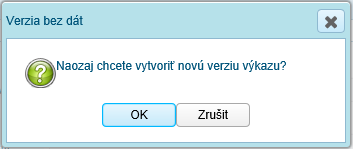 Verzia bez dát
Naozaj chcete vytvoriť novú verziu výkazu?
OK
Zrušit